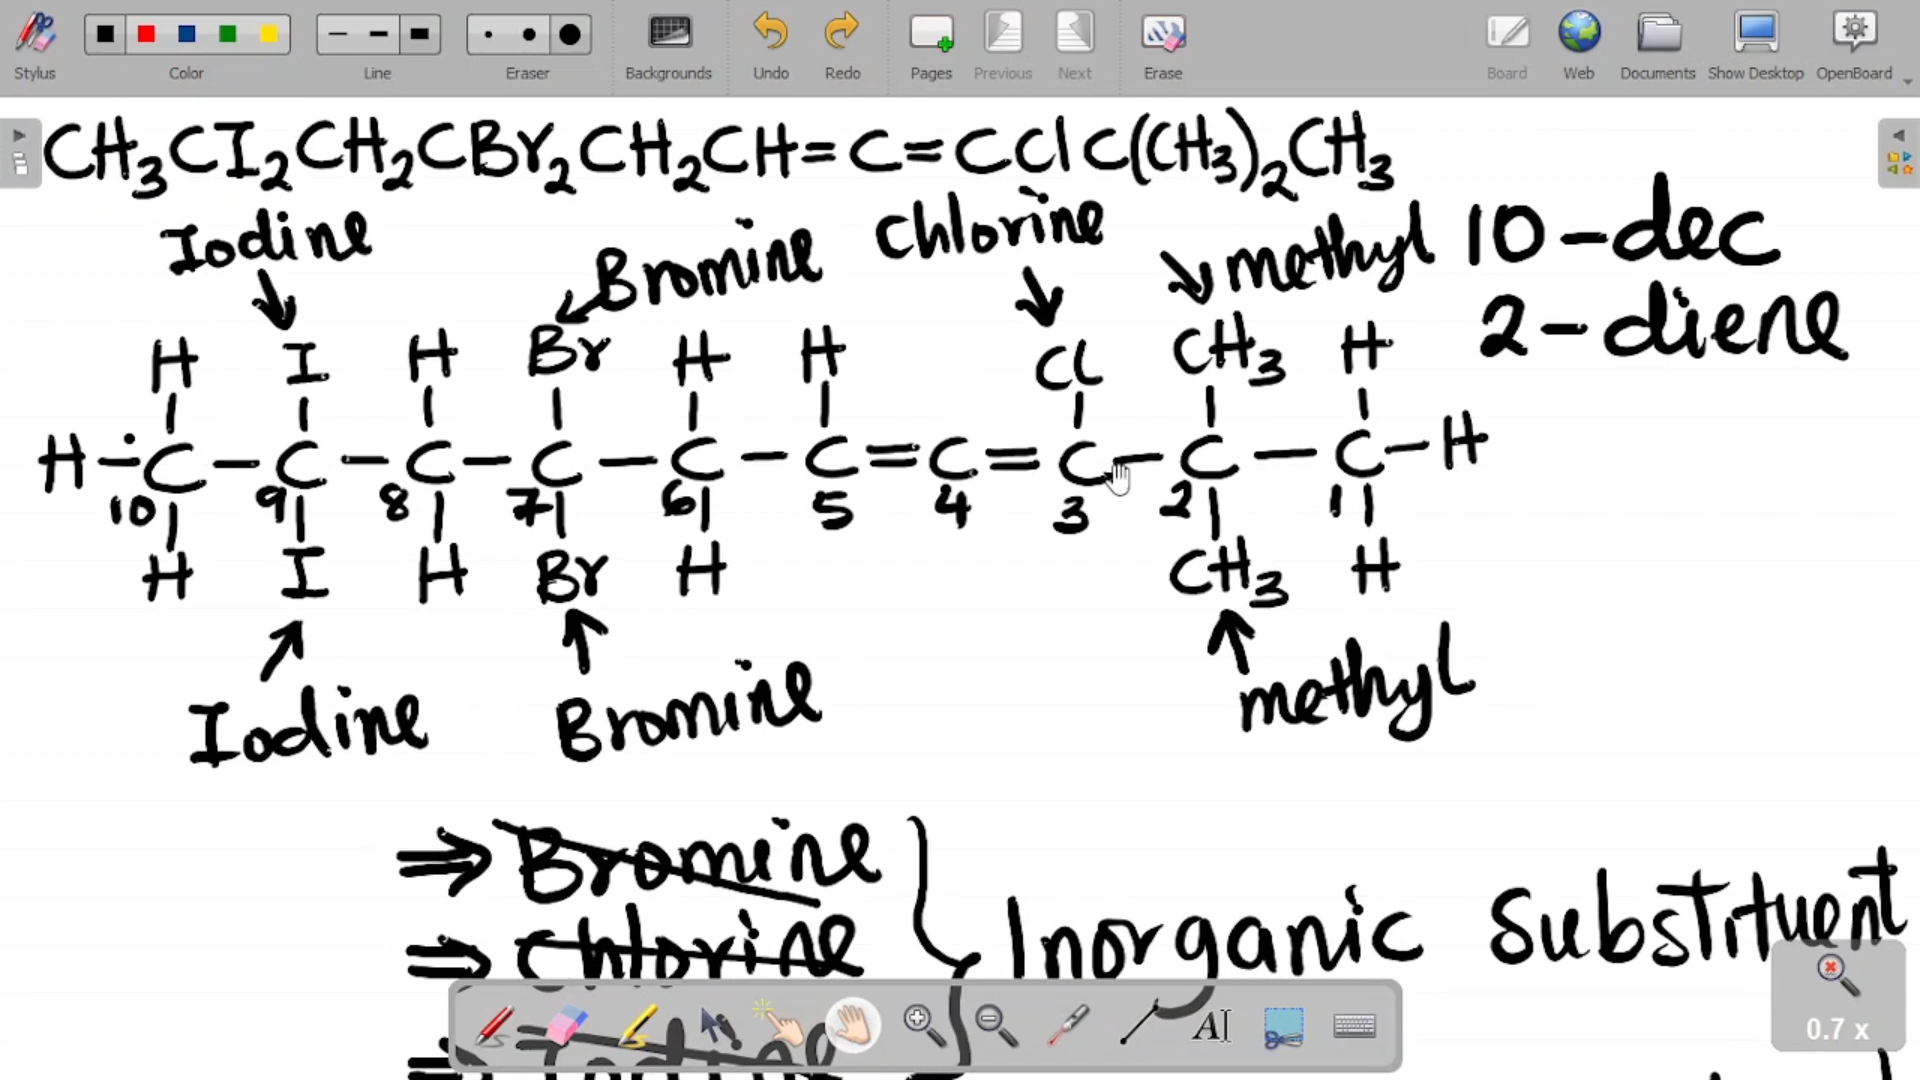 Stylus Color Line Eraser Backgrounds Undo Redo Pages Previous Next Erase Board Web Documents Show Desktop OpenBoard
CH3CI2CH2CBr2CH2CH=C=CClC(CH3)2CH3
Iodine Bromine Chlorine methyl 10-dec
2-diene
H I H Br H H Cl CH3 H
H-C-C-C-C-C-C=C=C-C-C-H
10 9 8 7 6 5 4 3 2 1
H I H Br H CH3 H
Iodine Bromine methyl
⇒ Bromine
⇒ Chlorine Inorganic Substituent
⇒ Iodine
AI
0.7 x